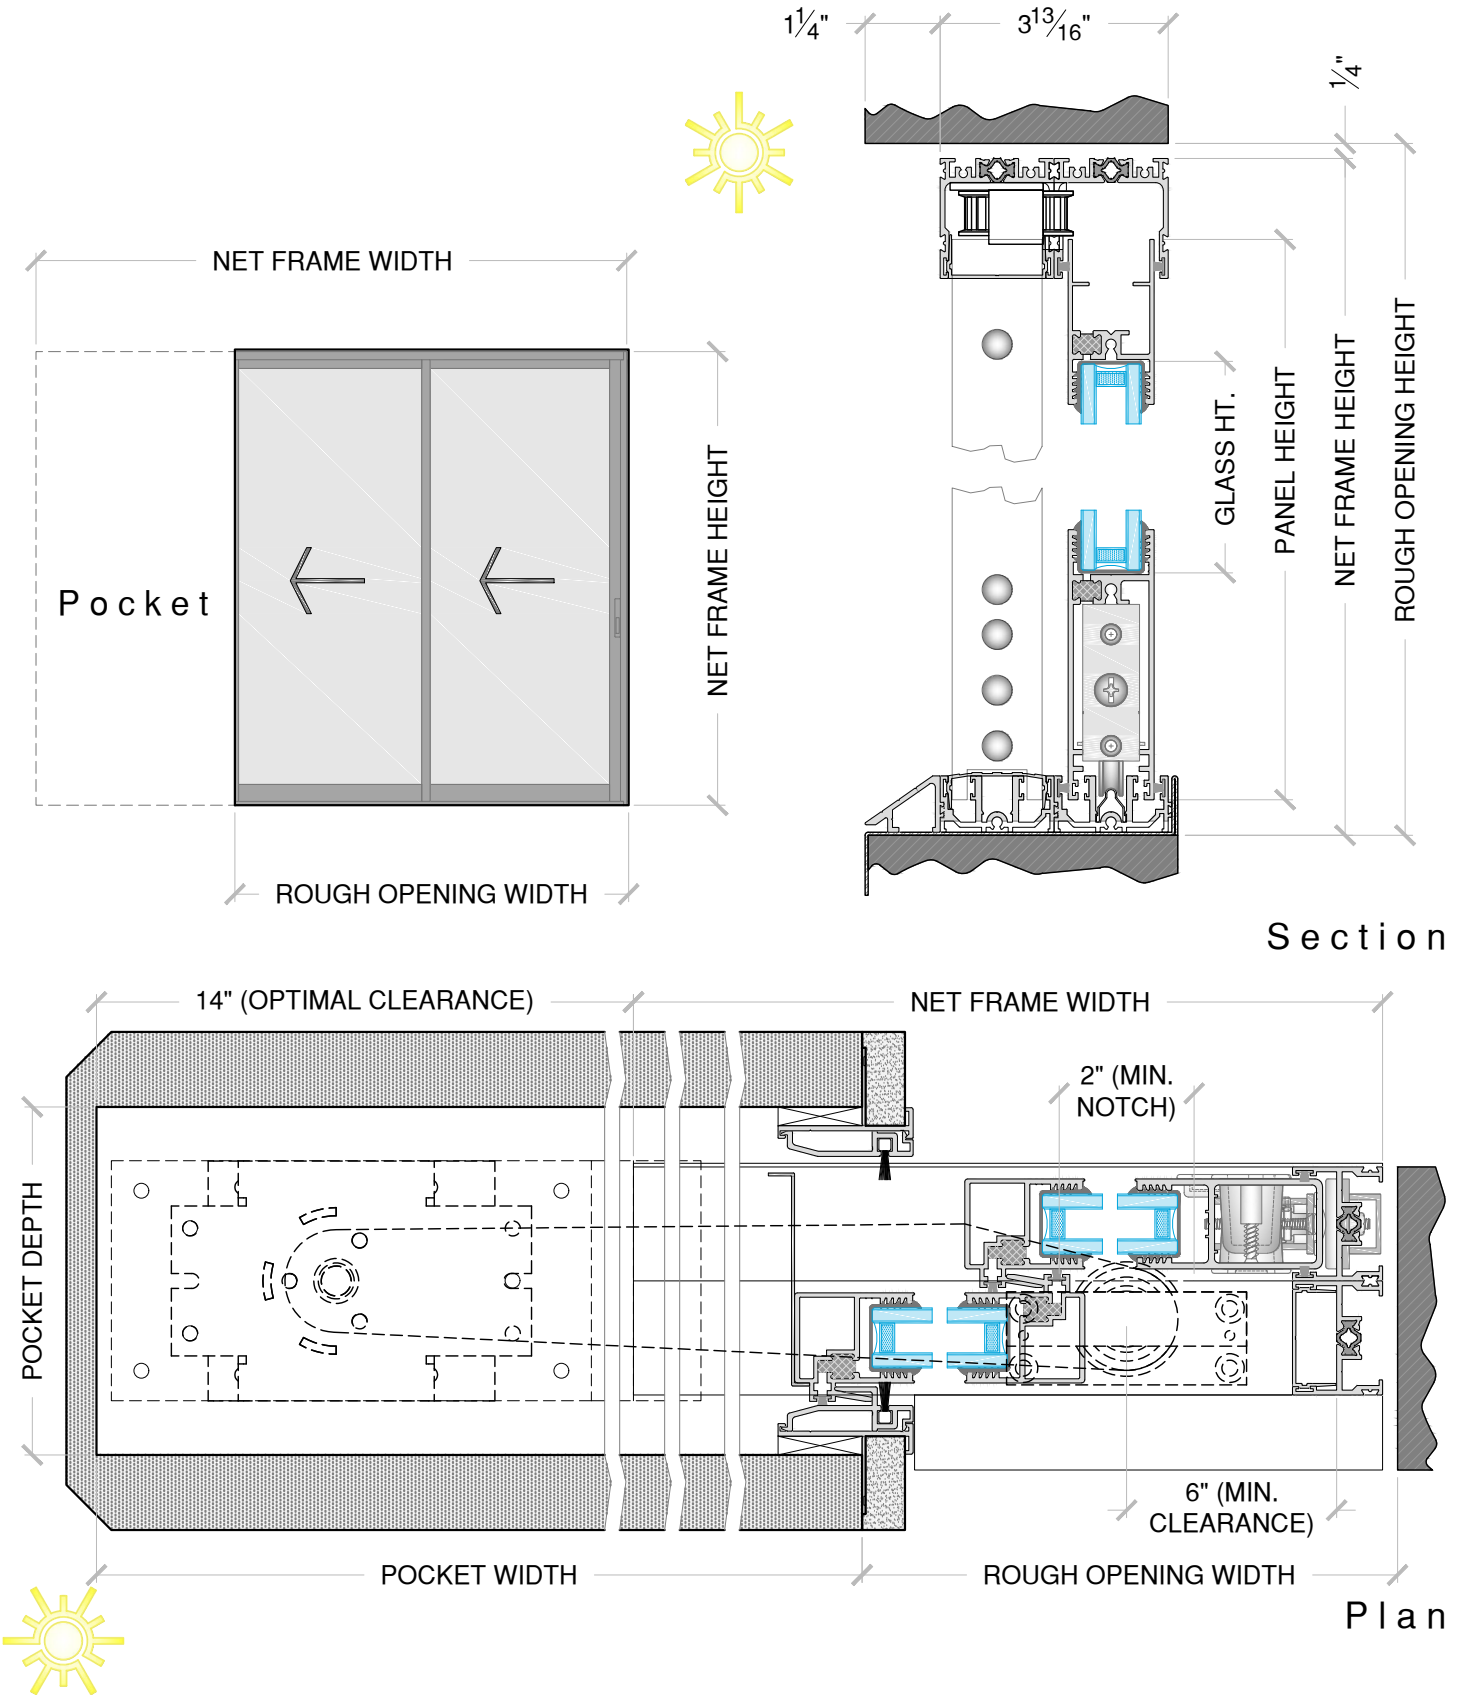 1 1/4"
3 13/16"
1/4"
NET FRAME WIDTH
Pocket
NET FRAME HEIGHT
ROUGH OPENING WIDTH
GLASS HT.
PANEL HEIGHT
NET FRAME HEIGHT
ROUGH OPENING HEIGHT
Section
14" (OPTIMAL CLEARANCE)
NET FRAME WIDTH
2" (MIN.
NOTCH)
POCKET DEPTH
6" (MIN.
CLEARANCE)
POCKET WIDTH
ROUGH OPENING WIDTH
Plan